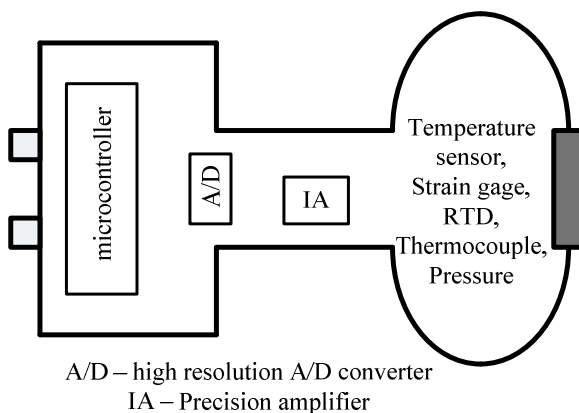 microcontroller
A/D
IA
Temperature
sensor,
Strain gage,
RTD,
Thermocouple,
Pressure
A/D – high resolution A/D converter
IA – Precision amplifier